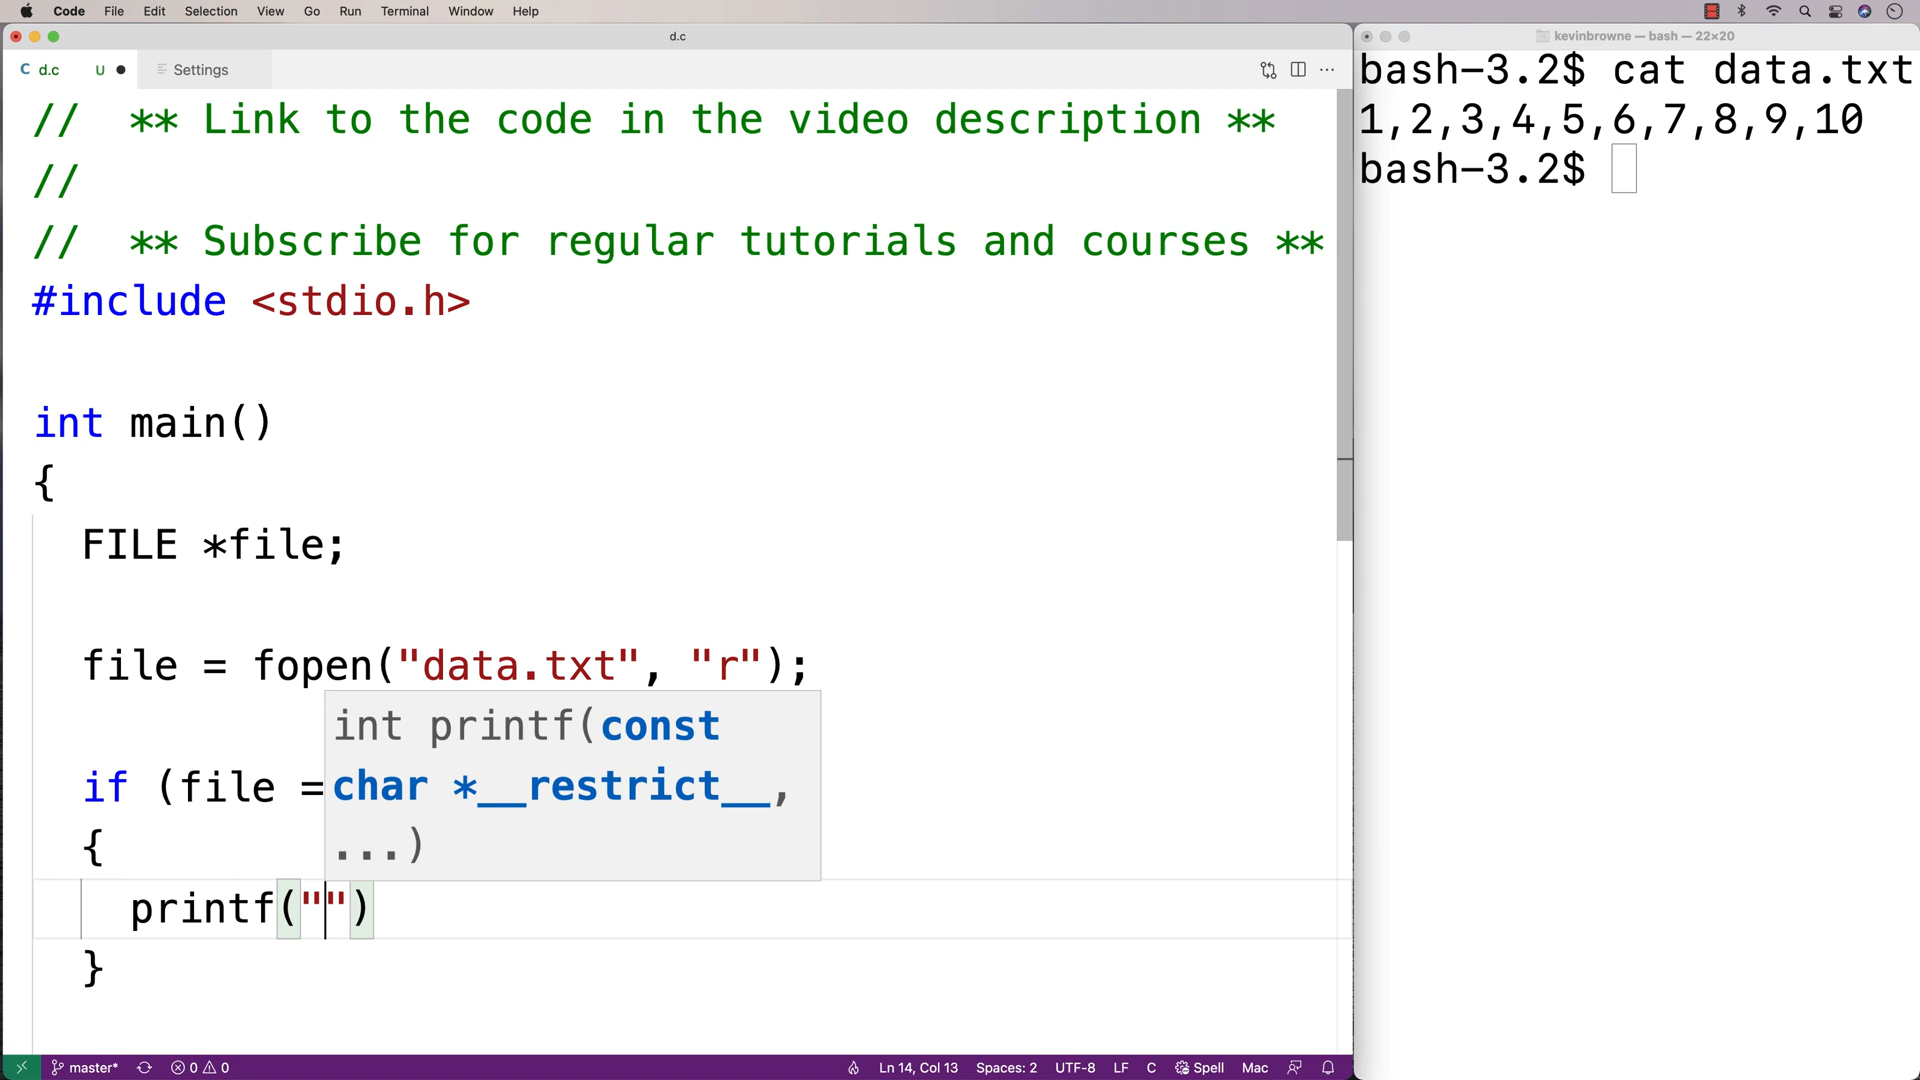 Code File Edit Selection View Go Run Terminal Window Help
d.c
C d.c U ● Settings
// ** Link to the code in the video description **
//
// ** Subscribe for regular tutorials and courses **
#include <stdio.h>
int main()
{
FILE *file;
file = fopen("data.txt", "r");
int printf(const
char *__restrict__,
...)
if (file =
{
printf("")
}
master* 0 0 Ln 14, Col 13 Spaces: 2 UTF-8 LF C Spell Mac
kevinbrowne — bash — 22×20
bash-3.2$ cat data.txt
1,2,3,4,5,6,7,8,9,10
bash-3.2$